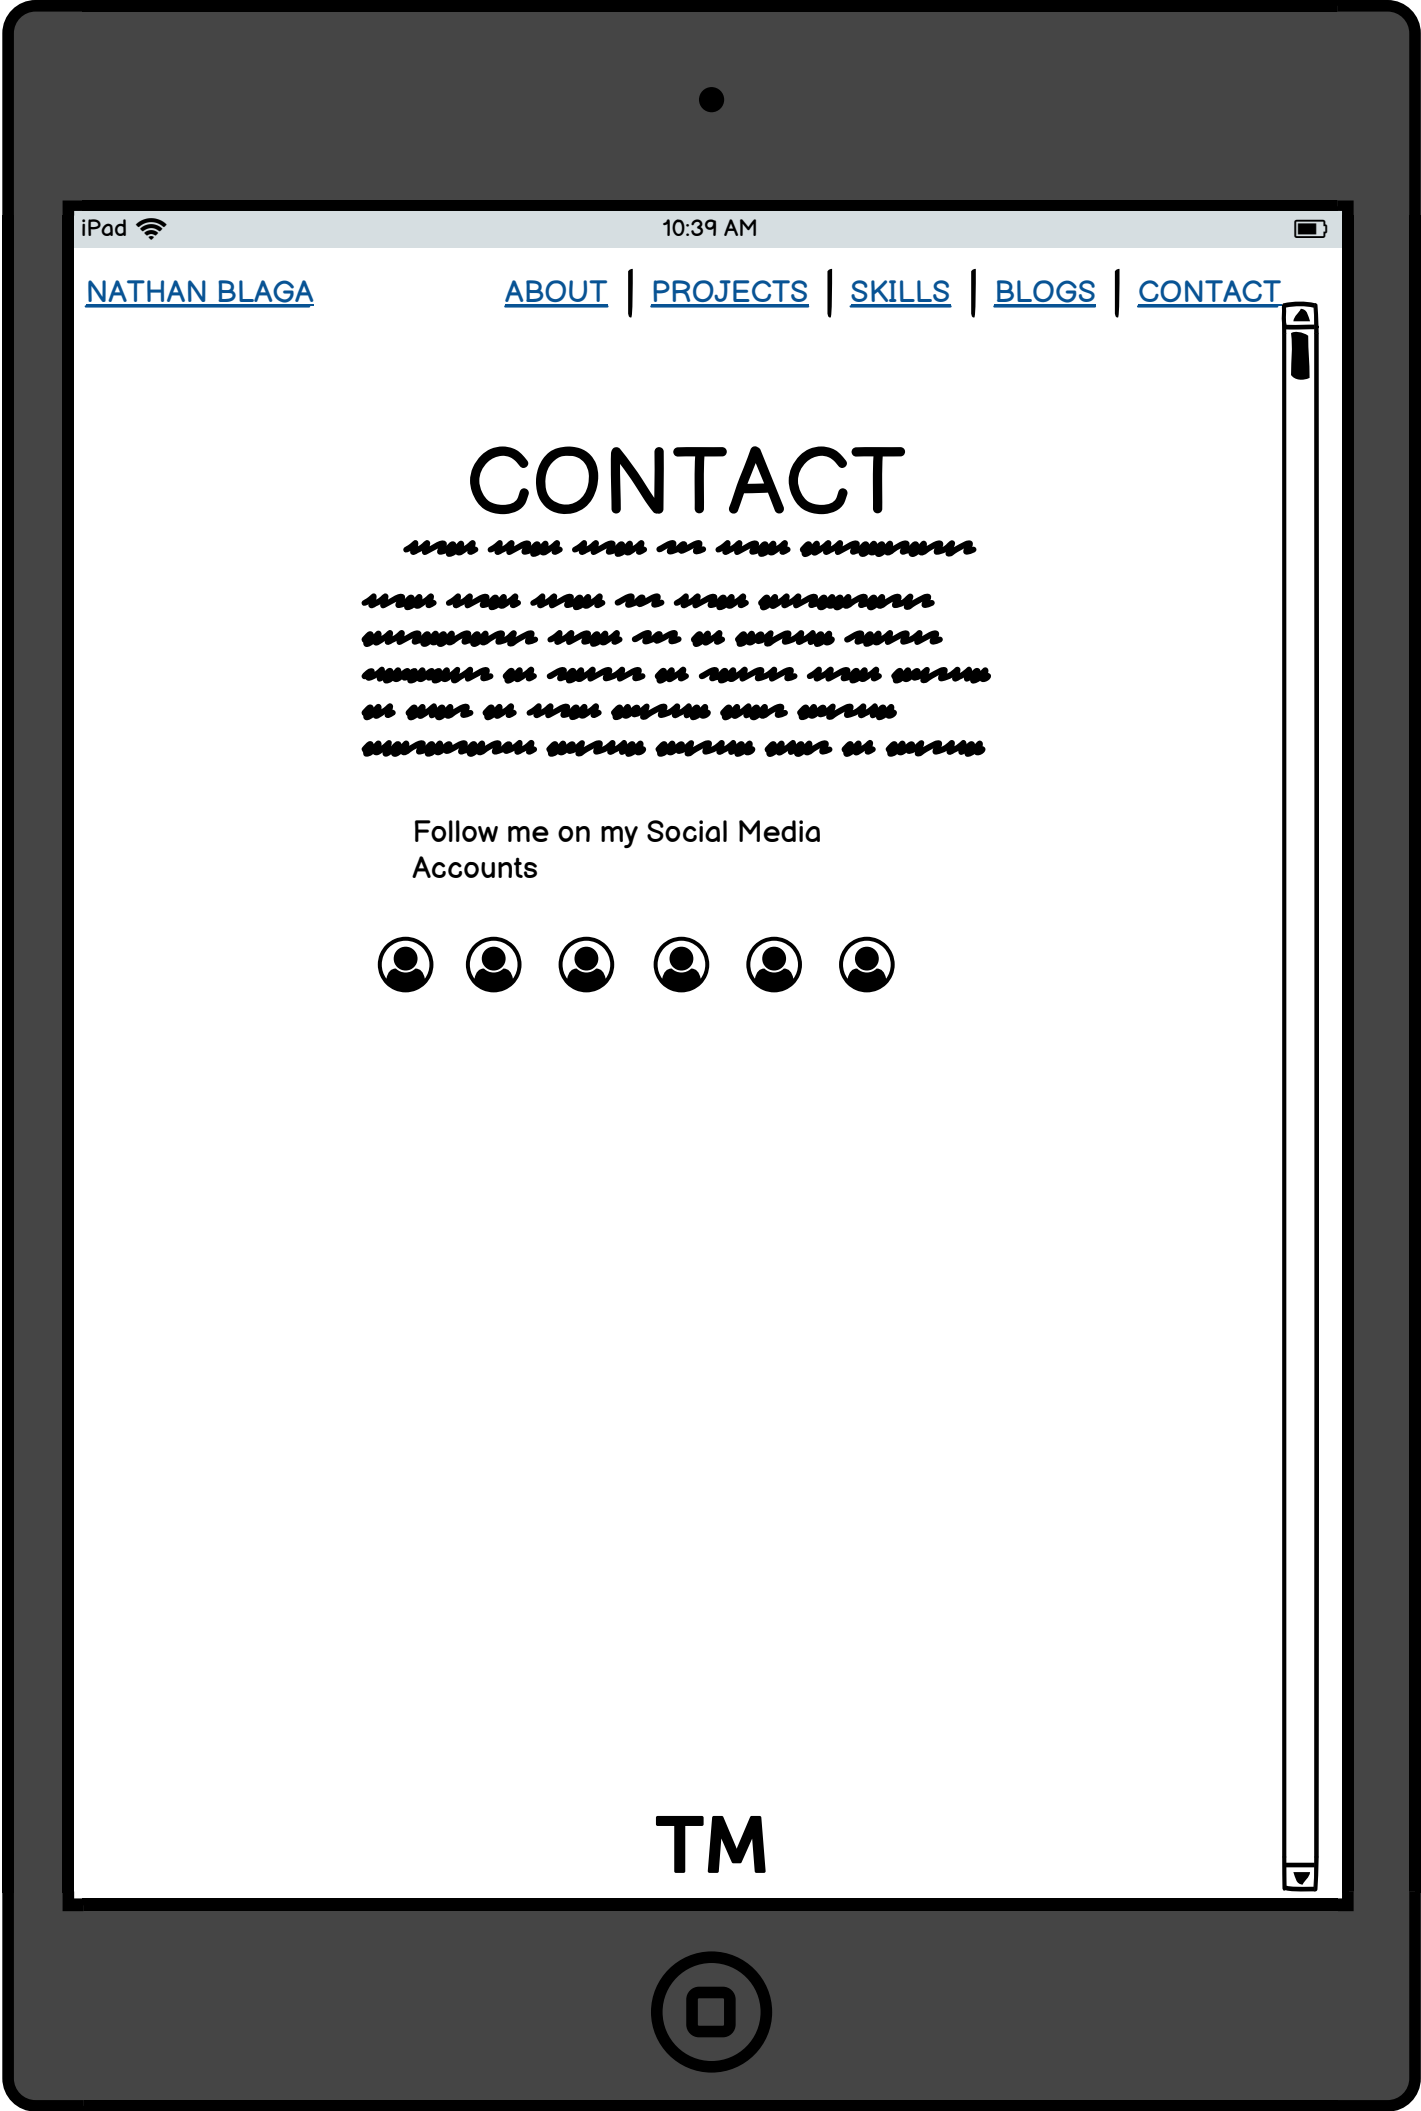 iPad 10:39 AM
NATHAN BLAGA ABOUT PROJECTS SKILLS BLOGS CONTACT
CONTACT
Follow me on my Social Media
Accounts
TM